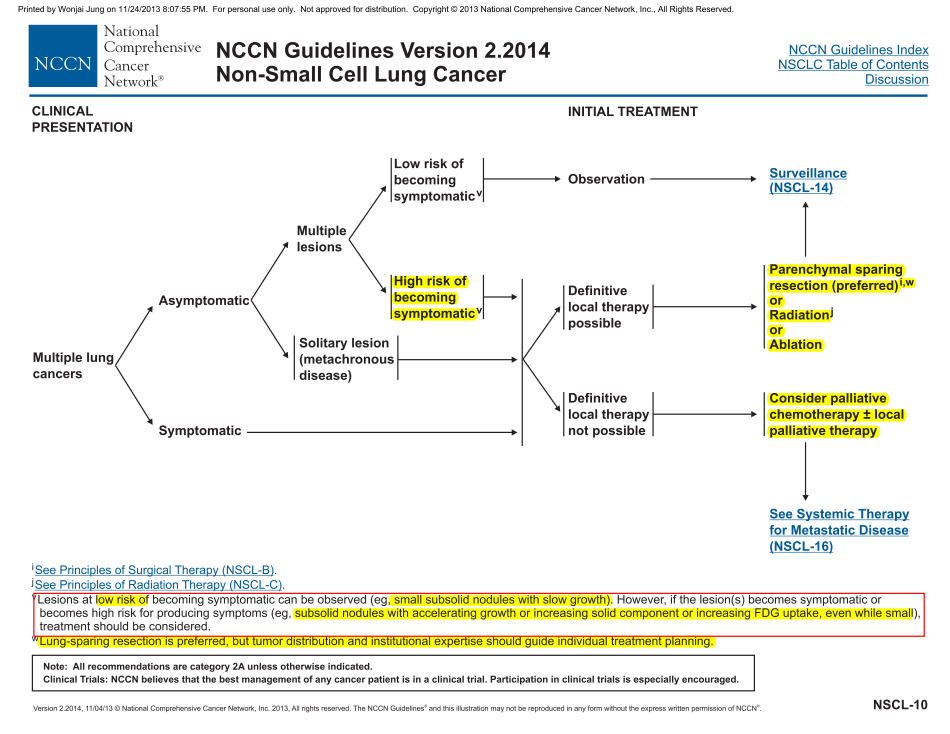 Printed by Wonjai Jung on 11/24/2013 8:07:55 PM. For personal use only. Not approved for distribution. Copyright © 2013 National Comprehensive Cancer Network, Inc., All Rights Reserved.
NCCN
National
Comprehensive
Cancer
Network®
NCCN Guidelines Version 2.2014
Non-Small Cell Lung Cancer
NCCN Guidelines Index
NSCLC Table of Contents
Discussion
CLINICAL
PRESENTATION
INITIAL TREATMENT
Multiple lung
cancers
Asymptomatic
Symptomatic
Multiple
lesions
Solitary lesion
(metachronous
disease)
Low risk of
becoming
symptomatic v
High risk of
becoming
symptomatic v
Observation
Surveillance
(NSCL-14)
Definitive
local therapy
possible
Parenchymal sparing
resection (preferred) i,w
or
Radiation j
or
Ablation
Definitive
local therapy
not possible
Consider palliative
chemotherapy ± local
palliative therapy
See Systemic Therapy
for Metastatic Disease
(NSCL-16)
i See Principles of Surgical Therapy (NSCL-B).
j See Principles of Radiation Therapy (NSCL-C).
v Lesions at low risk of becoming symptomatic can be observed (eg, small subsolid nodules with slow growth). However, if the lesion(s) becomes symptomatic or
becomes high risk for producing symptoms (eg, subsolid nodules with accelerating growth or increasing solid component or increasing FDG uptake, even while small),
treatment should be considered.
w Lung-sparing resection is preferred, but tumor distribution and institutional expertise should guide individual treatment planning.
Note: All recommendations are category 2A unless otherwise indicated.
Clinical Trials: NCCN believes that the best management of any cancer patient is in a clinical trial. Participation in clinical trials is especially encouraged.
Version 2.2014, 11/04/13 © National Comprehensive Cancer Network, Inc. 2013, All rights reserved. The NCCN Guidelines® and this illustration may not be reproduced in any form without the express written permission of NCCN®.
NSCL-10